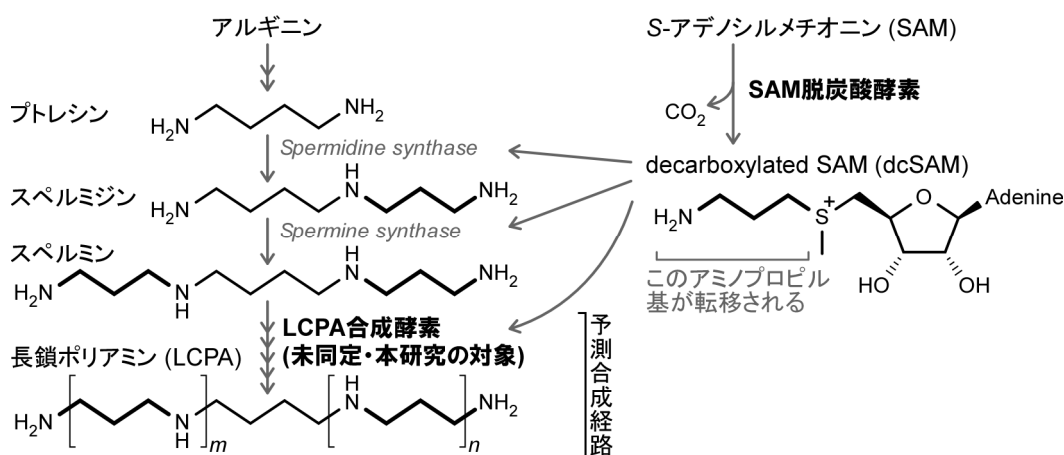 アルギニン
S-アデノシルメチオニン (SAM)
SAM脱炭酸酵素
CO2
プトレシン
H2N
NH2
Spermidine synthase
decarboxylated SAM (dcSAM)
スペルミジン
H2N
H
N
NH2
H2N
S+
O
Adenine
HO
OH
このアミノプロピル
基が転移される
Spermine synthase
スペルミン
H2N
N
H
H
N
NH2
LCPA合成酵素
(未同定・本研究の対象)
長鎖ポリアミン (LCPA)
H2N
N
H
m
H
N
n
NH2
予測合成経路